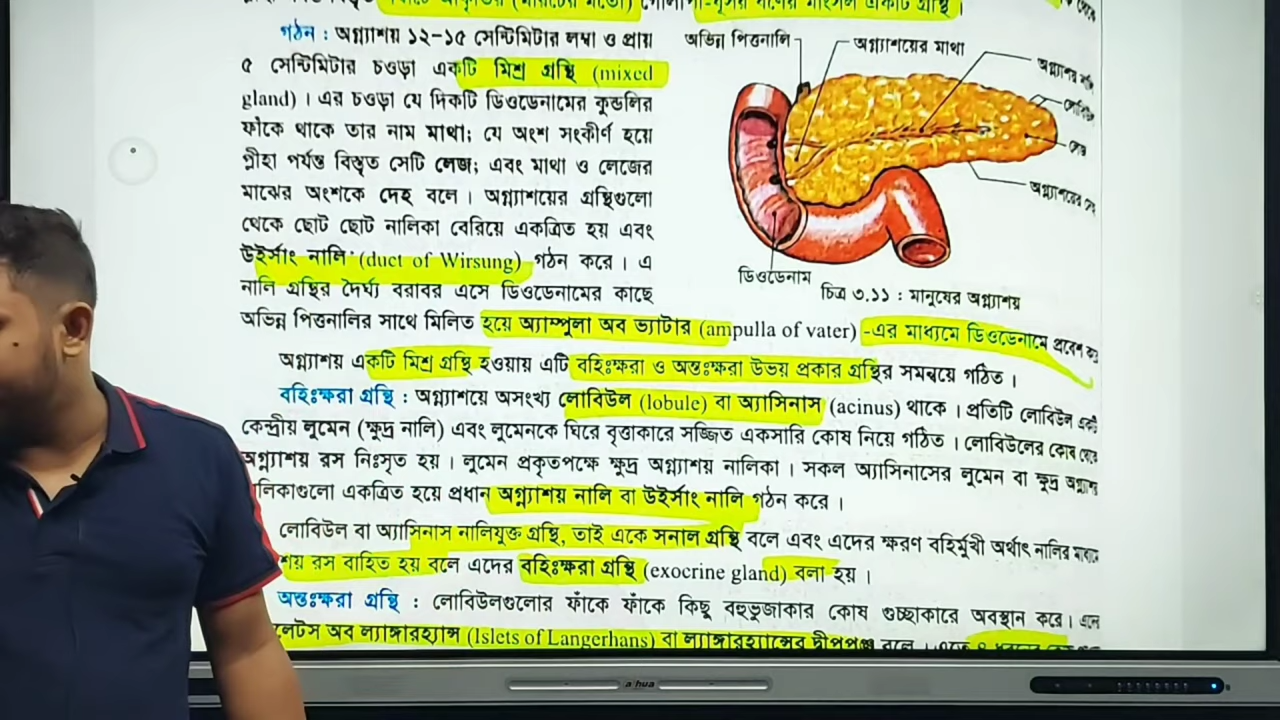 গঠন : অগ্ন্যাশয় ১২-১৫ সেন্টিমিটার লম্বা ও প্রায়
৫ সেন্টিমিটার চওড়া একটি মিশ্র গ্রন্থি (mixed
gland) । এর চওড়া যে দিকটি ডিওডেনামের কুন্ডলির
ফাঁকে থাকে তার নাম মাথা; যে অংশ সংকীর্ণ হয়ে
প্লীহা পর্যন্ত বিস্তৃত সেটি লেজ; এবং মাথা ও লেজের
মাঝের অংশকে দেহ বলে । অগ্ন্যাশয়ের গ্রন্থিগুলো
থেকে ছোট ছোট নালিকা বেরিয়ে একত্রিত হয় এবং
উইর্সাং নালি (duct of Wirsung) গঠন করে । এ
নালি গ্রন্থির দৈর্ঘ্য বরাবর এসে ডিওডেনামের কাছে
অভিন্ন পিত্তনালি
অগ্ন্যাশয়ের মাথা
অগ্ন্যাশয়
লেজ
অগ্ন্যাশয়ের
ডিওডেনাম
চিত্র ৩.১১ : মানুষের অগ্ন্যাশয়
অভিন্ন পিত্তনালির সাথে মিলিত হয়ে অ্যাম্পুলা অব ভ্যাটার (ampulla of vater) -এর মাধ্যমে ডিওডেনামে প্রবেশ
অগ্ন্যাশয় একটি মিশ্র গ্রন্থি হওয়ায় এটি বহিঃক্ষরা ও অন্তঃক্ষরা উভয় প্রকার গ্রন্থির সমন্বয়ে গঠিত ।
বহিঃক্ষরা গ্রন্থি : অগ্ন্যাশয়ে অসংখ্য লোবিউল (lobule) বা অ্যাসিনাস (acinus) থাকে । প্রতিটি লোবিউল
কেন্দ্রীয় লুমেন (ক্ষুদ্র নালি) এবং লুমেনকে ঘিরে বৃত্তাকারে সজ্জিত একসারি কোষ নিয়ে গঠিত । লোবিউলের কোষ থেকে
অগ্ন্যাশয় রস নিঃসৃত হয় । লুমেন প্রকৃতপক্ষে ক্ষুদ্র অগ্ন্যাশয় নালিকা । সকল অ্যাসিনাসের লুমেন বা ক্ষুদ্র
একত্রিত হয়ে প্রধান অগ্ন্যাশয় নালি বা উইর্সাং নালি গঠন করে ।
লোবিউল বা অ্যাসিনাস নালিযুক্ত গ্রন্থি, তাই একে সনাল গ্রন্থি বলে এবং এদের ক্ষরণ বহির্মুখী অর্থাৎ নালির মাধ্যমে
রস বাহিত হয় বলে এদের বহিঃক্ষরা গ্রন্থি (exocrine gland) বলা হয় ।
অন্তঃক্ষরা গ্রন্থি : লোবিউলগুলোর ফাঁকে ফাঁকে কিছু বহুভুজাকার কোষ গুচ্ছাকারে অবস্থান করে ।
অব ল্যাঙ্গারহ্যান্স (Islets of Langerhans) বা ল্যাঙ্গারহ্যান্সের দ্বীপপুঞ্জ বলে ।
alhua